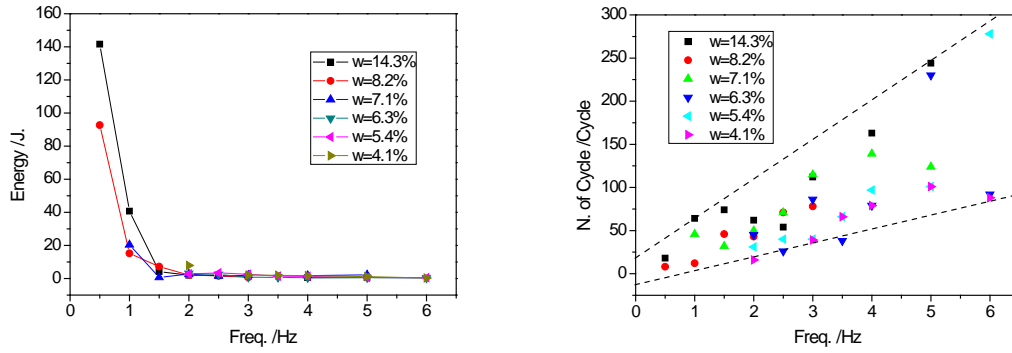 160
140
120
100
80
60
40
20
0
Energy /J.
w=14.3%
w=8.2%
w=7.1%
w=6.3%
w=5.4%
w=4.1%
0 1 2 3 4 5 6
Freq. /Hz
300
250
200
150
100
50
0
N. of Cycle /Cycle
w=14.3%
w=8.2%
w=7.1%
w=6.3%
w=5.4%
w=4.1%
0 1 2 3 4 5 6
Freq. /Hz